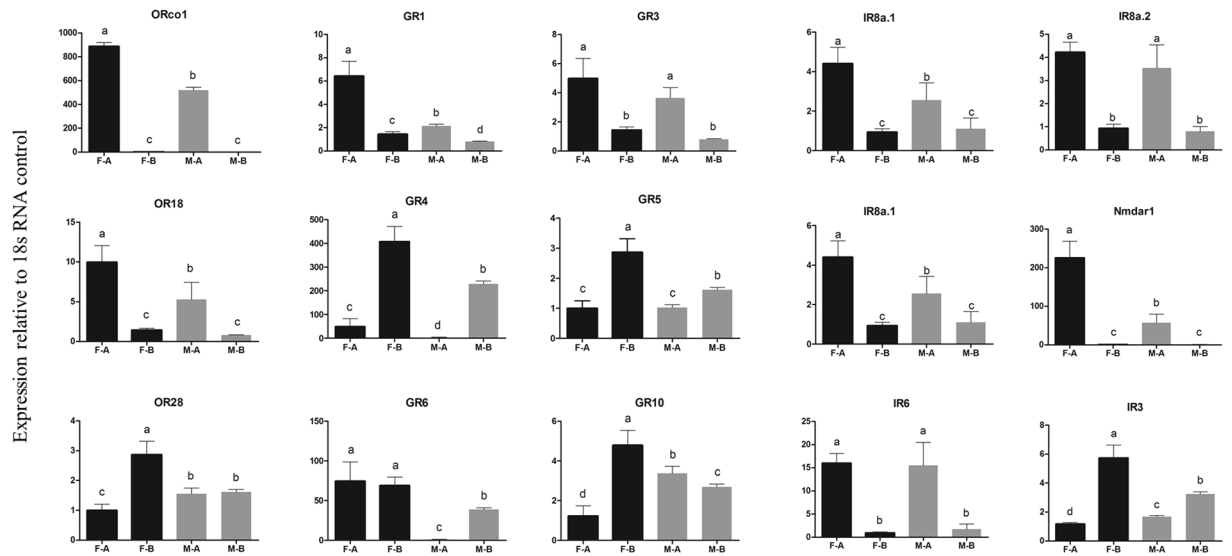 Expression relative to 18s RNA control
ORco1
1000
800
600
400
200
0
a
c
b
c
F-A F-B M-A M-B
GR1
8
6
4
2
0
a
c
b
d
F-A F-B M-A M-B
GR3
8
6
4
2
0
a
b
a
b
F-A F-B M-A M-B
IR8a.1
6
4
2
0
a
c
b
c
F-A F-B M-A M-B
IR8a.2
5
4
3
2
1
0
a
b
a
b
F-A F-B M-A M-B
OR18
15
10
5
0
a
c
b
c
F-A F-B M-A M-B
GR4
500
400
300
200
100
0
c
a
d
b
F-A F-B M-A M-B
GR5
4
3
2
1
0
c
a
c
b
F-A F-B M-A M-B
IR8a.1
6
4
2
0
a
c
b
c
F-A F-B M-A M-B
Nmdar1
300
200
100
0
a
c
b
c
F-A F-B M-A M-B
OR28
4
3
2
1
0
c
a
b
b
F-A F-B M-A M-B
GR6
150
100
50
0
a
a
c
b
F-A F-B M-A M-B
GR10
6
4
2
0
d
a
b
c
F-A F-B M-A M-B
IR6
25
20
15
10
5
0
a
b
a
b
F-A F-B M-A M-B
IR3
8
6
4
2
0
d
a
c
b
F-A F-B M-A M-B